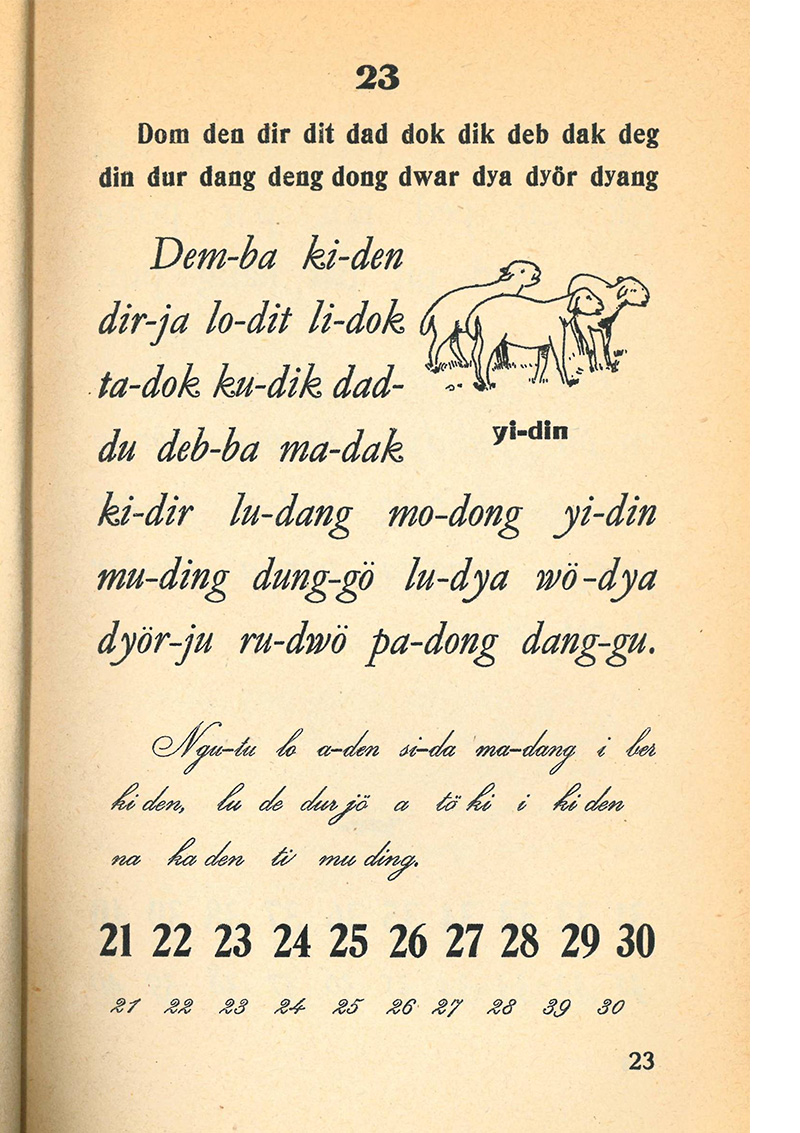 23
Dom den dir dit dad dok dik deb dak deg
din dur dang deng dong dwar dya dyör dyang
Dem-ba ki-den
dir-ja lo-dit li-dok
ta-dok ku-dik dad-
du deb-ba ma-dak
yi-din
ki-dir lu-dang mo-dong yi-din
mu-ding dung-gö lu-dya wö-dya
dyör-ju ru-dwö pa-dong dang-gu.
Ngu-tu lo a-den si-da ma-dang i ber
ki den, lu de dur jö a tö ki i ki den
na ka den ti mu ding.
21 22 23 24 25 26 27 28 29 30
21 22 23 24 25 26 27 28 39 30
23